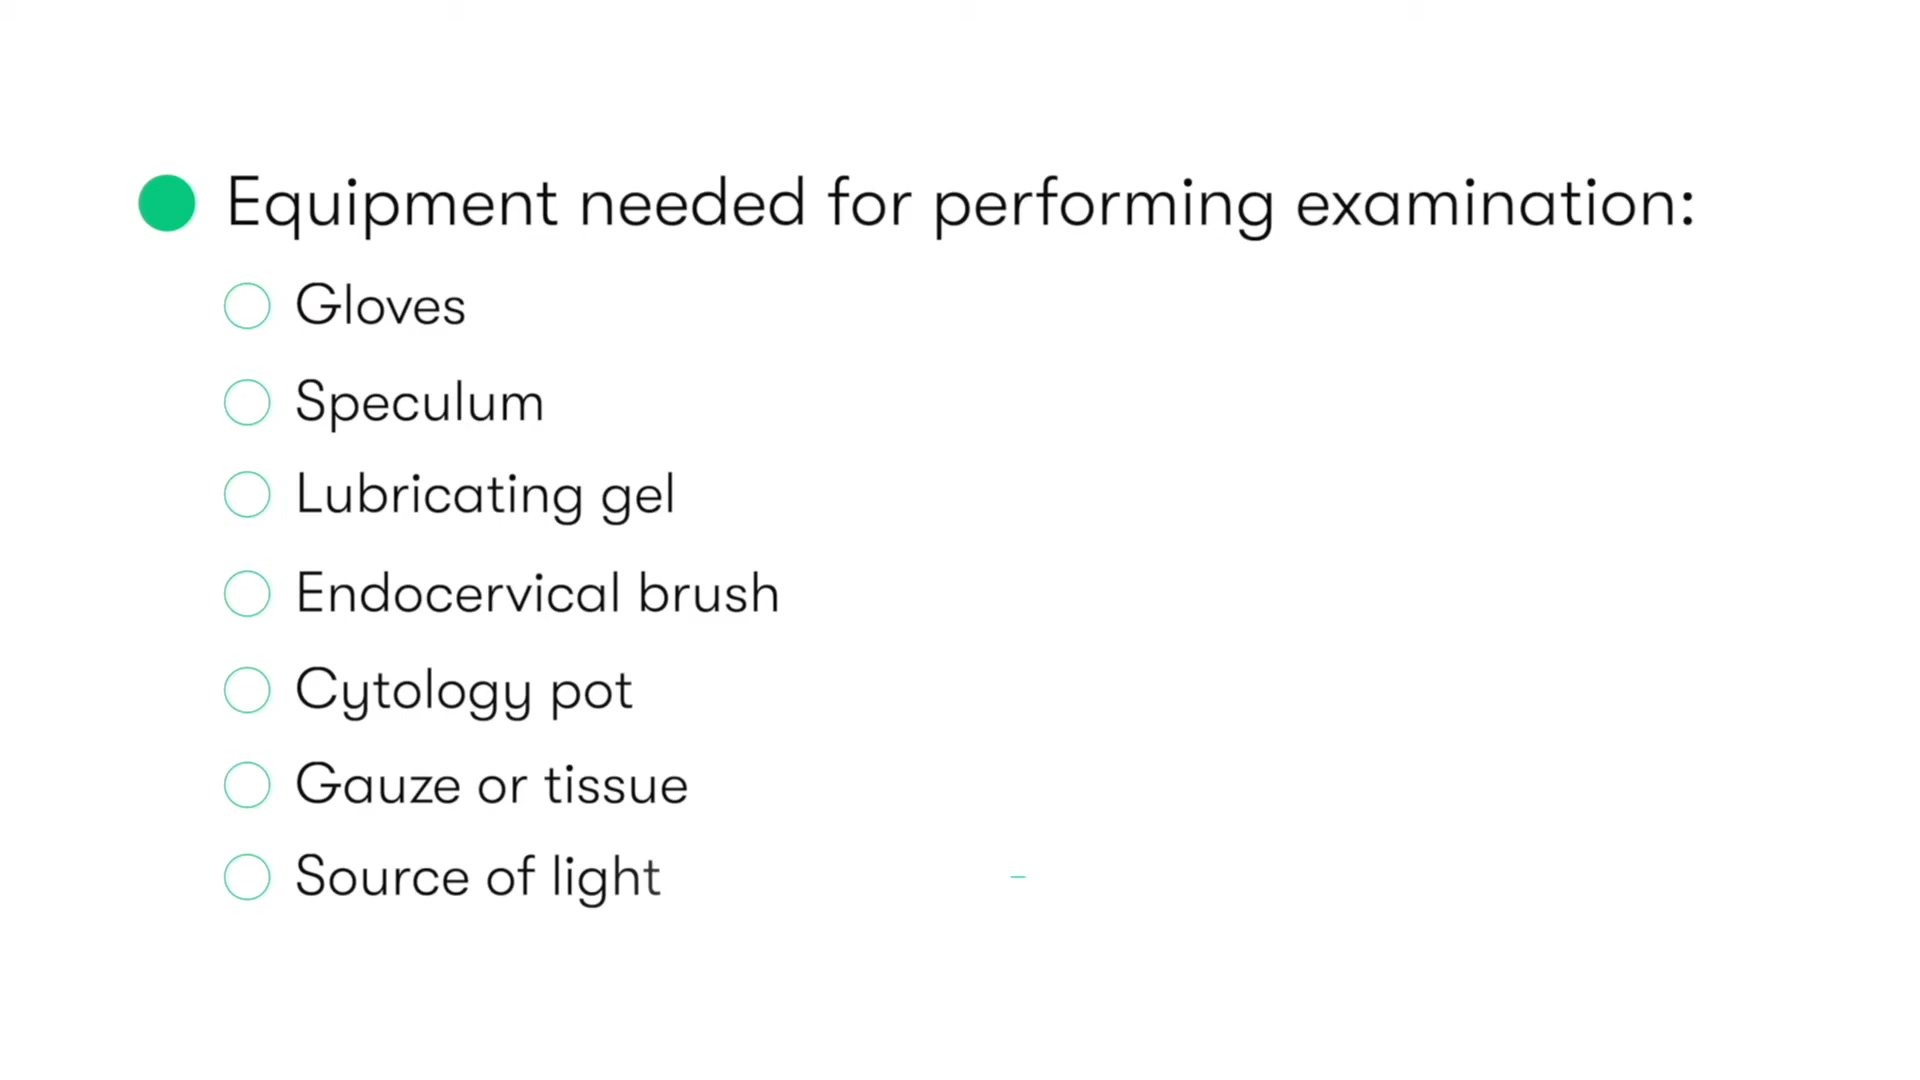 Equipment needed for performing examination:
Gloves
Speculum
Lubricating gel
Endocervical brush
Cytology pot
Gauze or tissue
Source of light